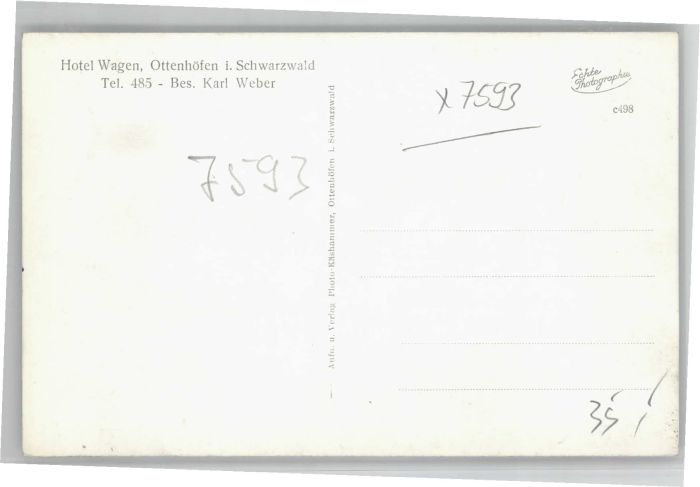 Hotel Wagen, Ottenhöfen i. Schwarzwald
Tel. 485 - Bes. Karl Weber
x 7593
Echte
Photographie
c498
7593
Aufn. u. Verlag Photo-Käshammer, Ottenhöfen i. Schwarzwald
35